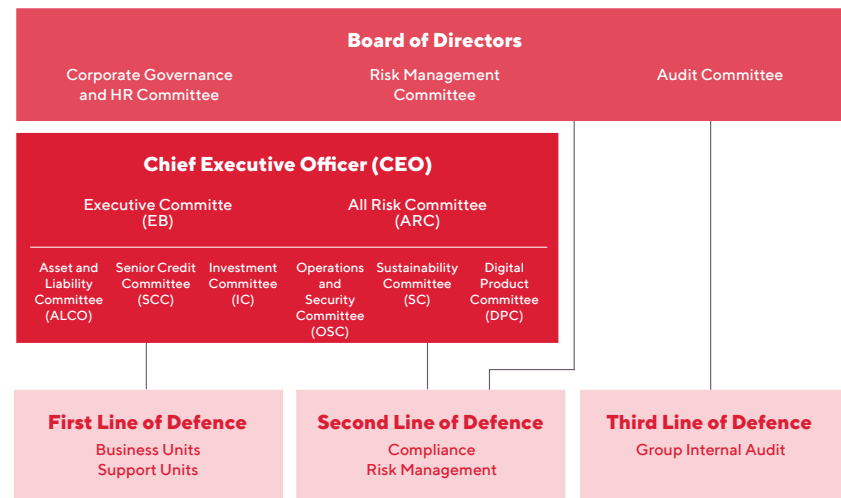 Board of Directors
Corporate Governance
and HR Committee
Risk Management
Committee
Audit Committee
Chief Executive Officer (CEO)
Executive Committe
(EB)
All Risk Committee
(ARC)
Asset and
Liability
Committee
(ALCO)
Senior Credit
Committee
(SCC)
Investment
Committee
(IC)
Operations
and
Security
Committee
(OSC)
Sustainability
Committee
(SC)
Digital
Product
Committee
(DPC)
First Line of Defence
Business Units
Support Units
Second Line of Defence
Compliance
Risk Management
Third Line of Defence
Group Internal Audit